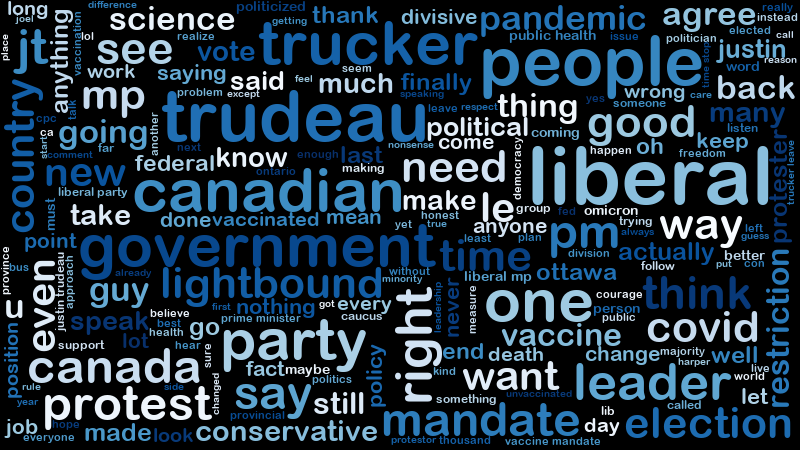 long
difference
politicized
getting
thank
divisive
pandemic
agree
really
instead
place
jt
anything
vaccination
lol
science
realize
see
vote
trucker
public health
issue
politician
elected
call
reason
people
time stop
justin
word
work
saying
said
seem
much
finally
wrong
care
back
mp
talk
problem
except
feel
speaking
yes
someone
country
cpc
ca
start
going
trudeau
leave
respect
thing
many
another
political
coming
good
listen
keep
comment
far
next
nonsense
come
oh
happen
freedom
federal
know
enough
last
making
need
democracy
liberal
protester
trucker leave
new
ontario
liberal party
canadian
must
take
done
vaccinated
mean
make
le
group
fed
omicron
way
yet
honest
true
anyone
trying
always
left
guess
point
government
time
least
plan
pm
division
actually
better
province
bus
justin trudeau
approach
already
lightbound
without
minority
liberal mp
ottawa
follow
put
con
u
even
guy
first
nothing
got
every
caucus
leadership
never
measure
one
courage
person
public
think
restriction
speak
believe
best
health
go
prime minister
right
vaccine
covid
position
support
lot
hear
sure
party
end
death
change
majority
harper
well
canada
fact
maybe
policy
kind
want
leader
live
world
rule
side
changed
politics
something
unvaccinated
called
let
year
protest
say
still
lib
job
hope
everyone
made
look
provincial
conservative
mandate
day
election
protestor thousand
vaccine mandate